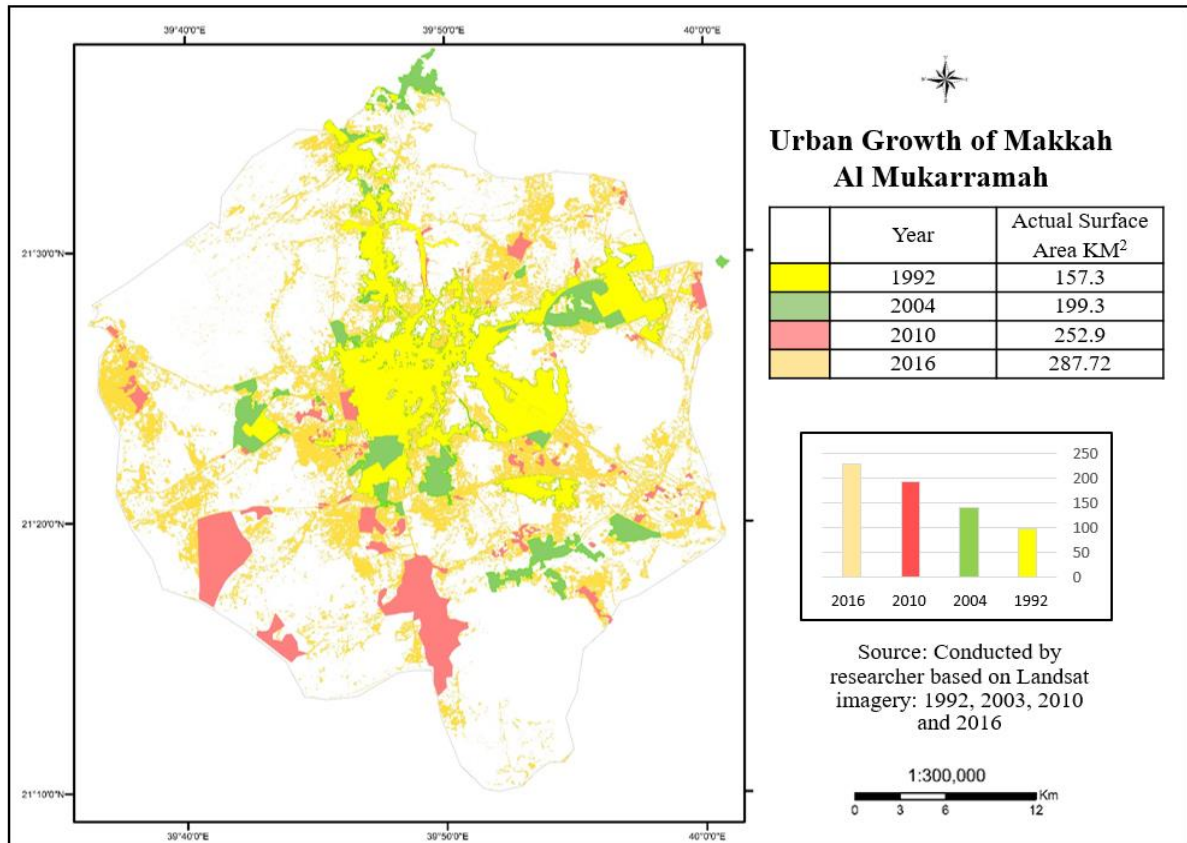 39°40'0"E 39°50'0"E 40°0'0"E
21°30'0"N
21°20'0"N
21°10'0"N
39°40'0"E 39°50'0"E 40°0'0"E
Urban Growth of Makkah
Al Mukarramah
Year Actual Surface
Area KM²
1992 157.3
2004 199.3
2010 252.9
2016 287.72
250
200
150
100
50
0
2016 2010 2004 1992
Source: Conducted by
researcher based on Landsat
imagery: 1992, 2003, 2010
and 2016
1:300,000
Km
0 3 6 12